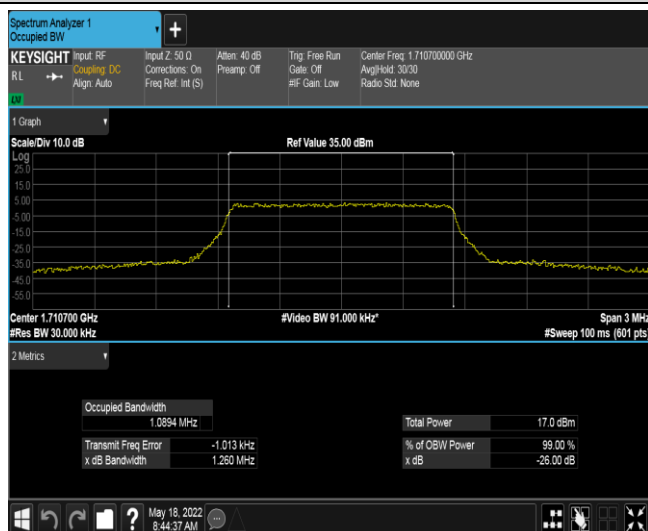 Spectrum Analyzer 1
Occupied BW
+
KEYSIGHT
RL
LXI
Input: RF
Coupling: DC
Align: Auto
Input Z: 50 Ω
Corrections: On
Freq Ref: Int (S)
Atten: 40 dB
Preamp: Off
Trig: Free Run
Gate: Off
#IF Gain: Low
Center Freq: 1.710700000 GHz
Avg|Hold: 30/30
Radio Std: None
1 Graph
Scale/Div 10.0 dB
Ref Value 35.00 dBm
Log
25.0
15.0
5.00
-5.00
-15.0
-25.0
-35.0
-45.0
-55.0
Center 1.710700 GHz
#Video BW 91.000 kHz*
Span 3 MHz
#Res BW 30.000 kHz
#Sweep 100 ms (601 pts)
2 Metrics
Occupied Bandwidth
1.0894 MHz
Total Power 17.0 dBm
Transmit Freq Error -1.013 kHz
% of OBW Power 99.00 %
x dB Bandwidth 1.260 MHz
x dB -26.00 dB
?
May 18, 2022
8:44:37 AM